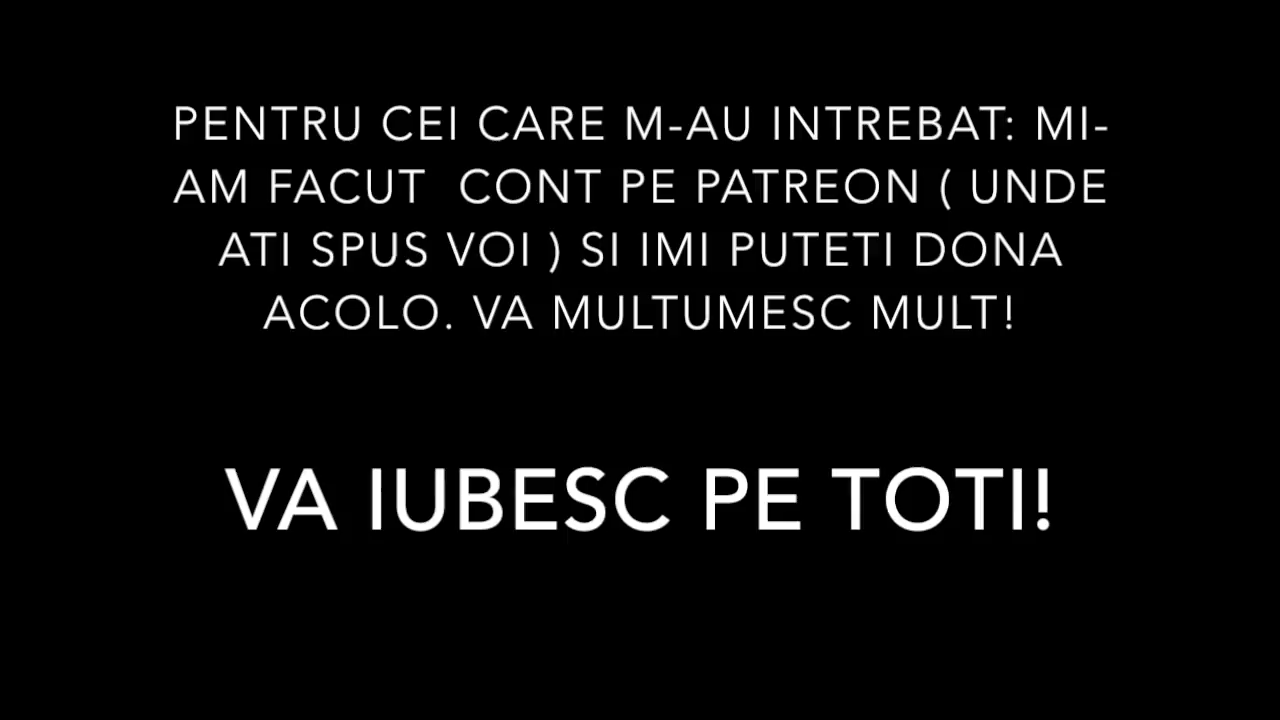 PENTRU CEI CARE M-AU INTREBAT: MI-
AM FACUT  CONT PE PATREON ( UNDE
ATI SPUS VOI ) SI IMI PUTETI DONA
ACOLO. VA MULTUMESC MULT!
VA IUBESC PE TOTI!